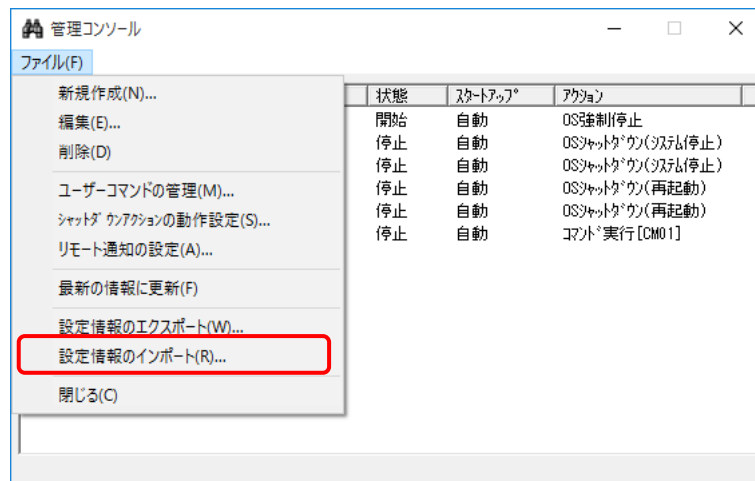 管理コンソール
ファイル(F)
新規作成(N)...
編集(E)...
削除(D)
ユーザーコマンドの管理(M)...
ｼｬｯﾄﾀﾞｳﾝｱｸｼｮﾝの動作設定(S)...
リモート通知の設定(A)...
最新の情報に更新(F)
設定情報のエクスポート(W)...
設定情報のインポート(R)...
閉じる(C)
状態 ｽﾀｰﾄｱｯﾌﾟ ｱｸｼｮﾝ
開始 自動 OS強制停止
停止 自動 OSｼｬｯﾄﾀﾞｳﾝ(ｼｽﾃﾑ停止)
停止 自動 OSｼｬｯﾄﾀﾞｳﾝ(ｼｽﾃﾑ停止)
停止 自動 OSｼｬｯﾄﾀﾞｳﾝ(再起動)
停止 自動 OSｼｬｯﾄﾀﾞｳﾝ(再起動)
停止 自動 ｺﾏﾝﾄﾞ実行[CM01]